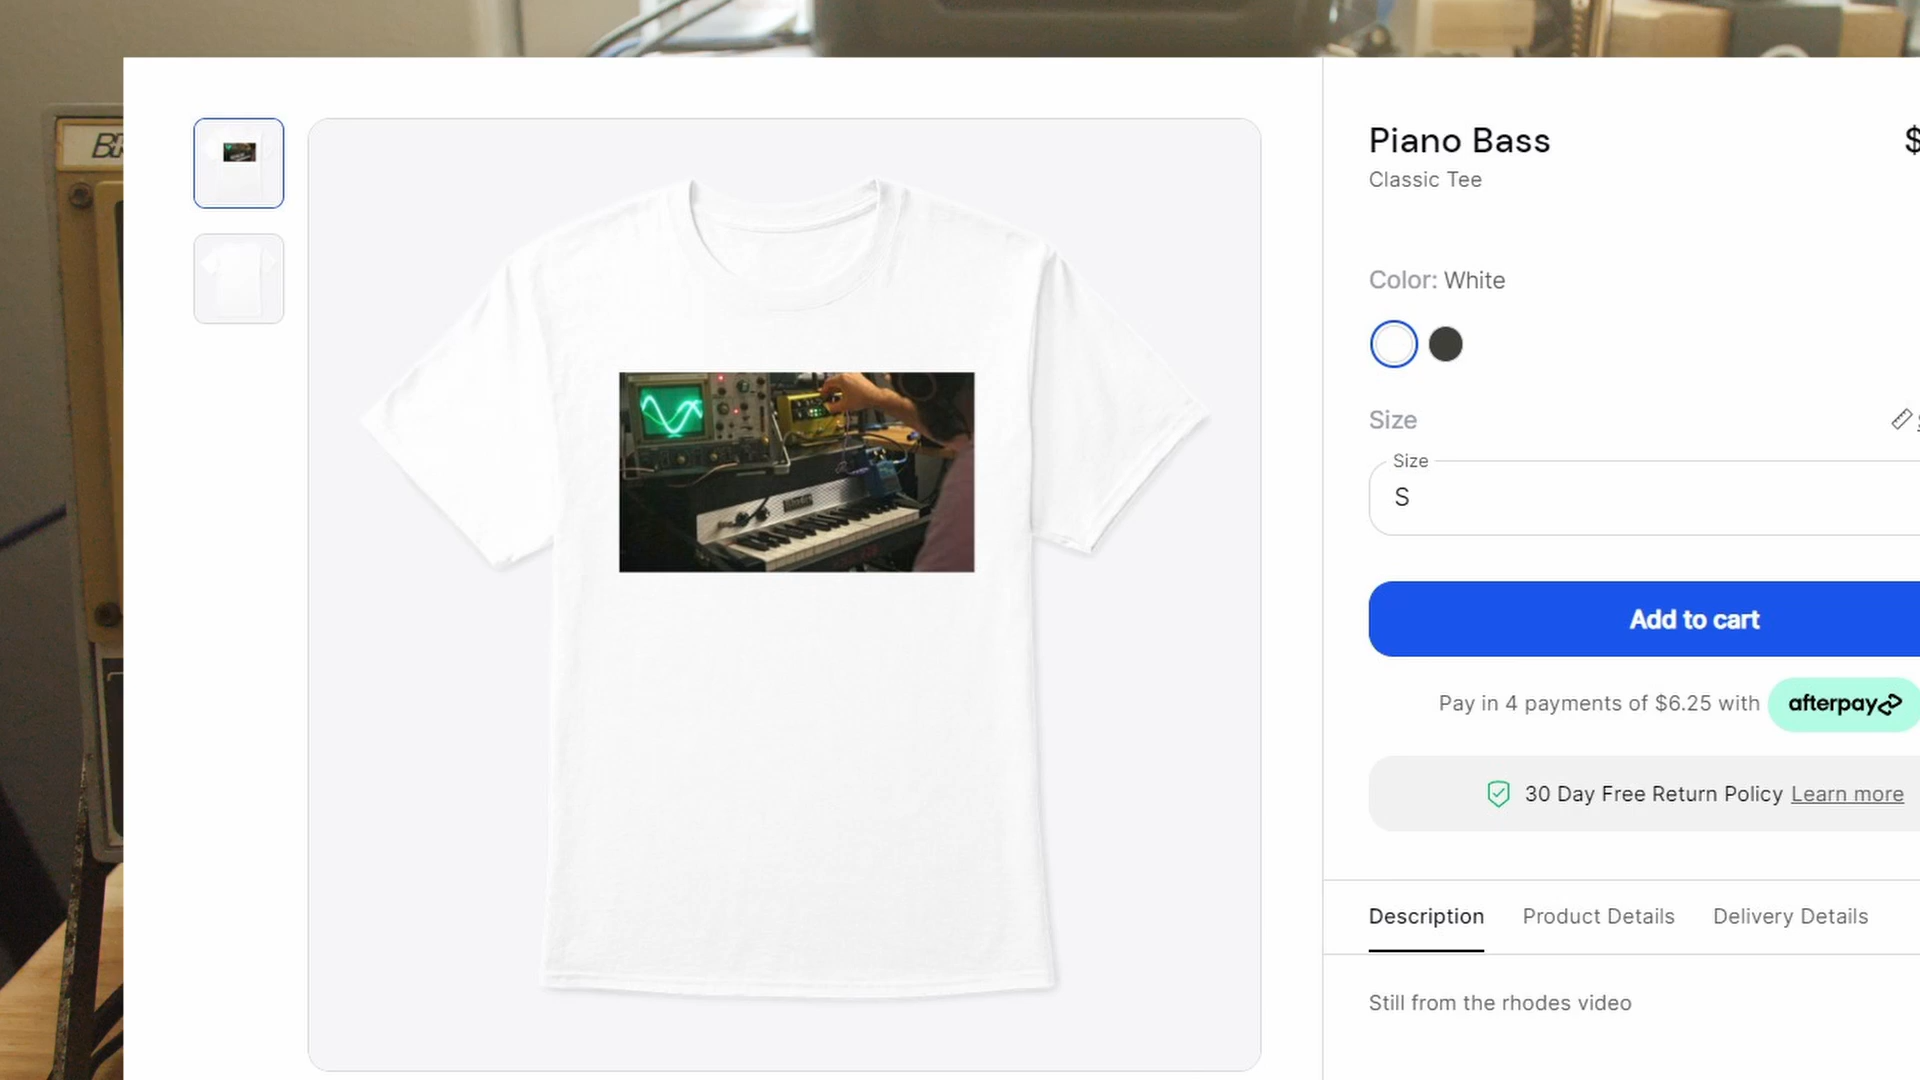 Piano Bass
$
Classic Tee
Color: White
Size
Size
S
Add to cart
Pay in 4 payments of $6.25 with afterpay
30 Day Free Return Policy Learn more
Description Product Details Delivery Details
Still from the rhodes video